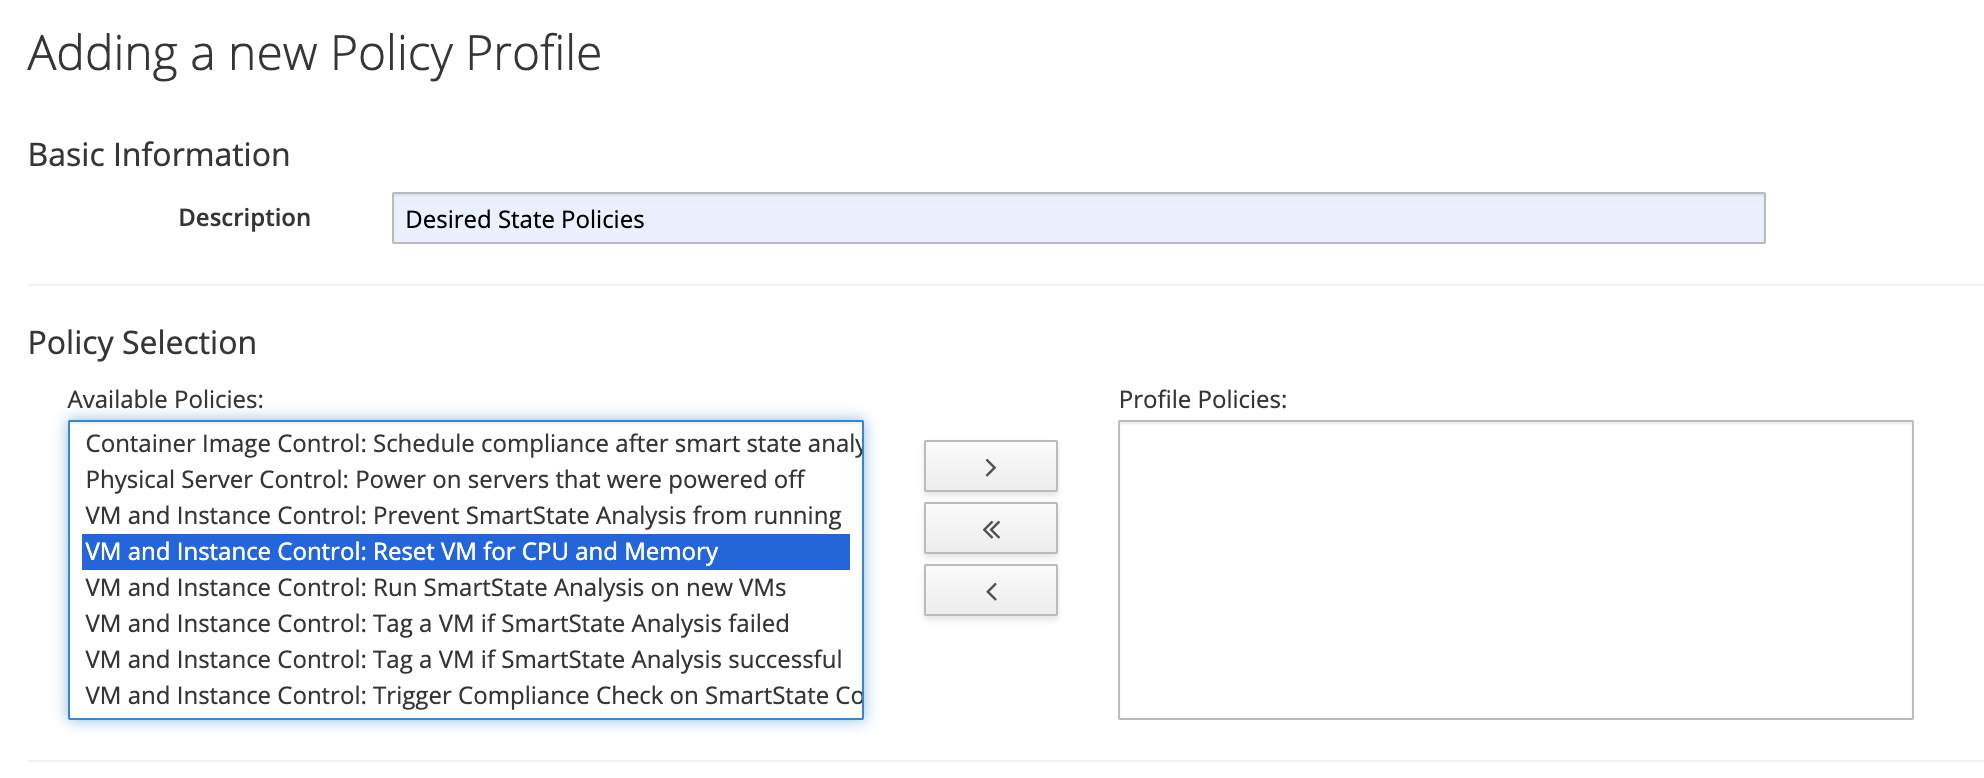 Adding a new Policy Profile
Basic Information
Description
Desired State Policies
Policy Selection
Available Policies:
Container Image Control: Schedule compliance after smart state analy
Physical Server Control: Power on servers that were powered off
VM and Instance Control: Prevent SmartState Analysis from running
VM and Instance Control: Reset VM for CPU and Memory
VM and Instance Control: Run SmartState Analysis on new VMs
VM and Instance Control: Tag a VM if SmartState Analysis failed
VM and Instance Control: Tag a VM if SmartState Analysis successful
VM and Instance Control: Trigger Compliance Check on SmartState Co
Profile Policies: